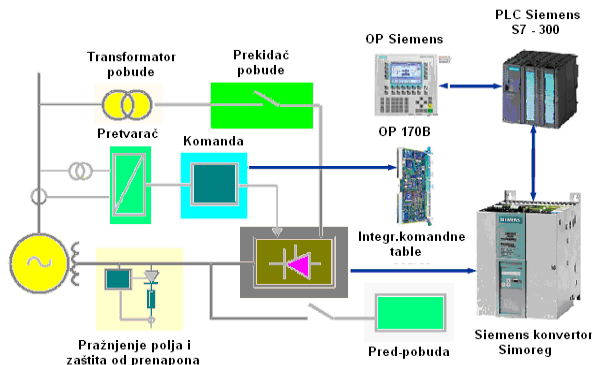 PLC Siemens
S7 - 300
OP Siemens
Transformator
pobude
Prekidač
pobude
Pretvarač
Komanda
OP 170B
Integr.komandne
table
SIEMENS
Pražnjenje polja i
zaštita od prenapona
Pred-pobuda
Siemens konvertor
Simoreg